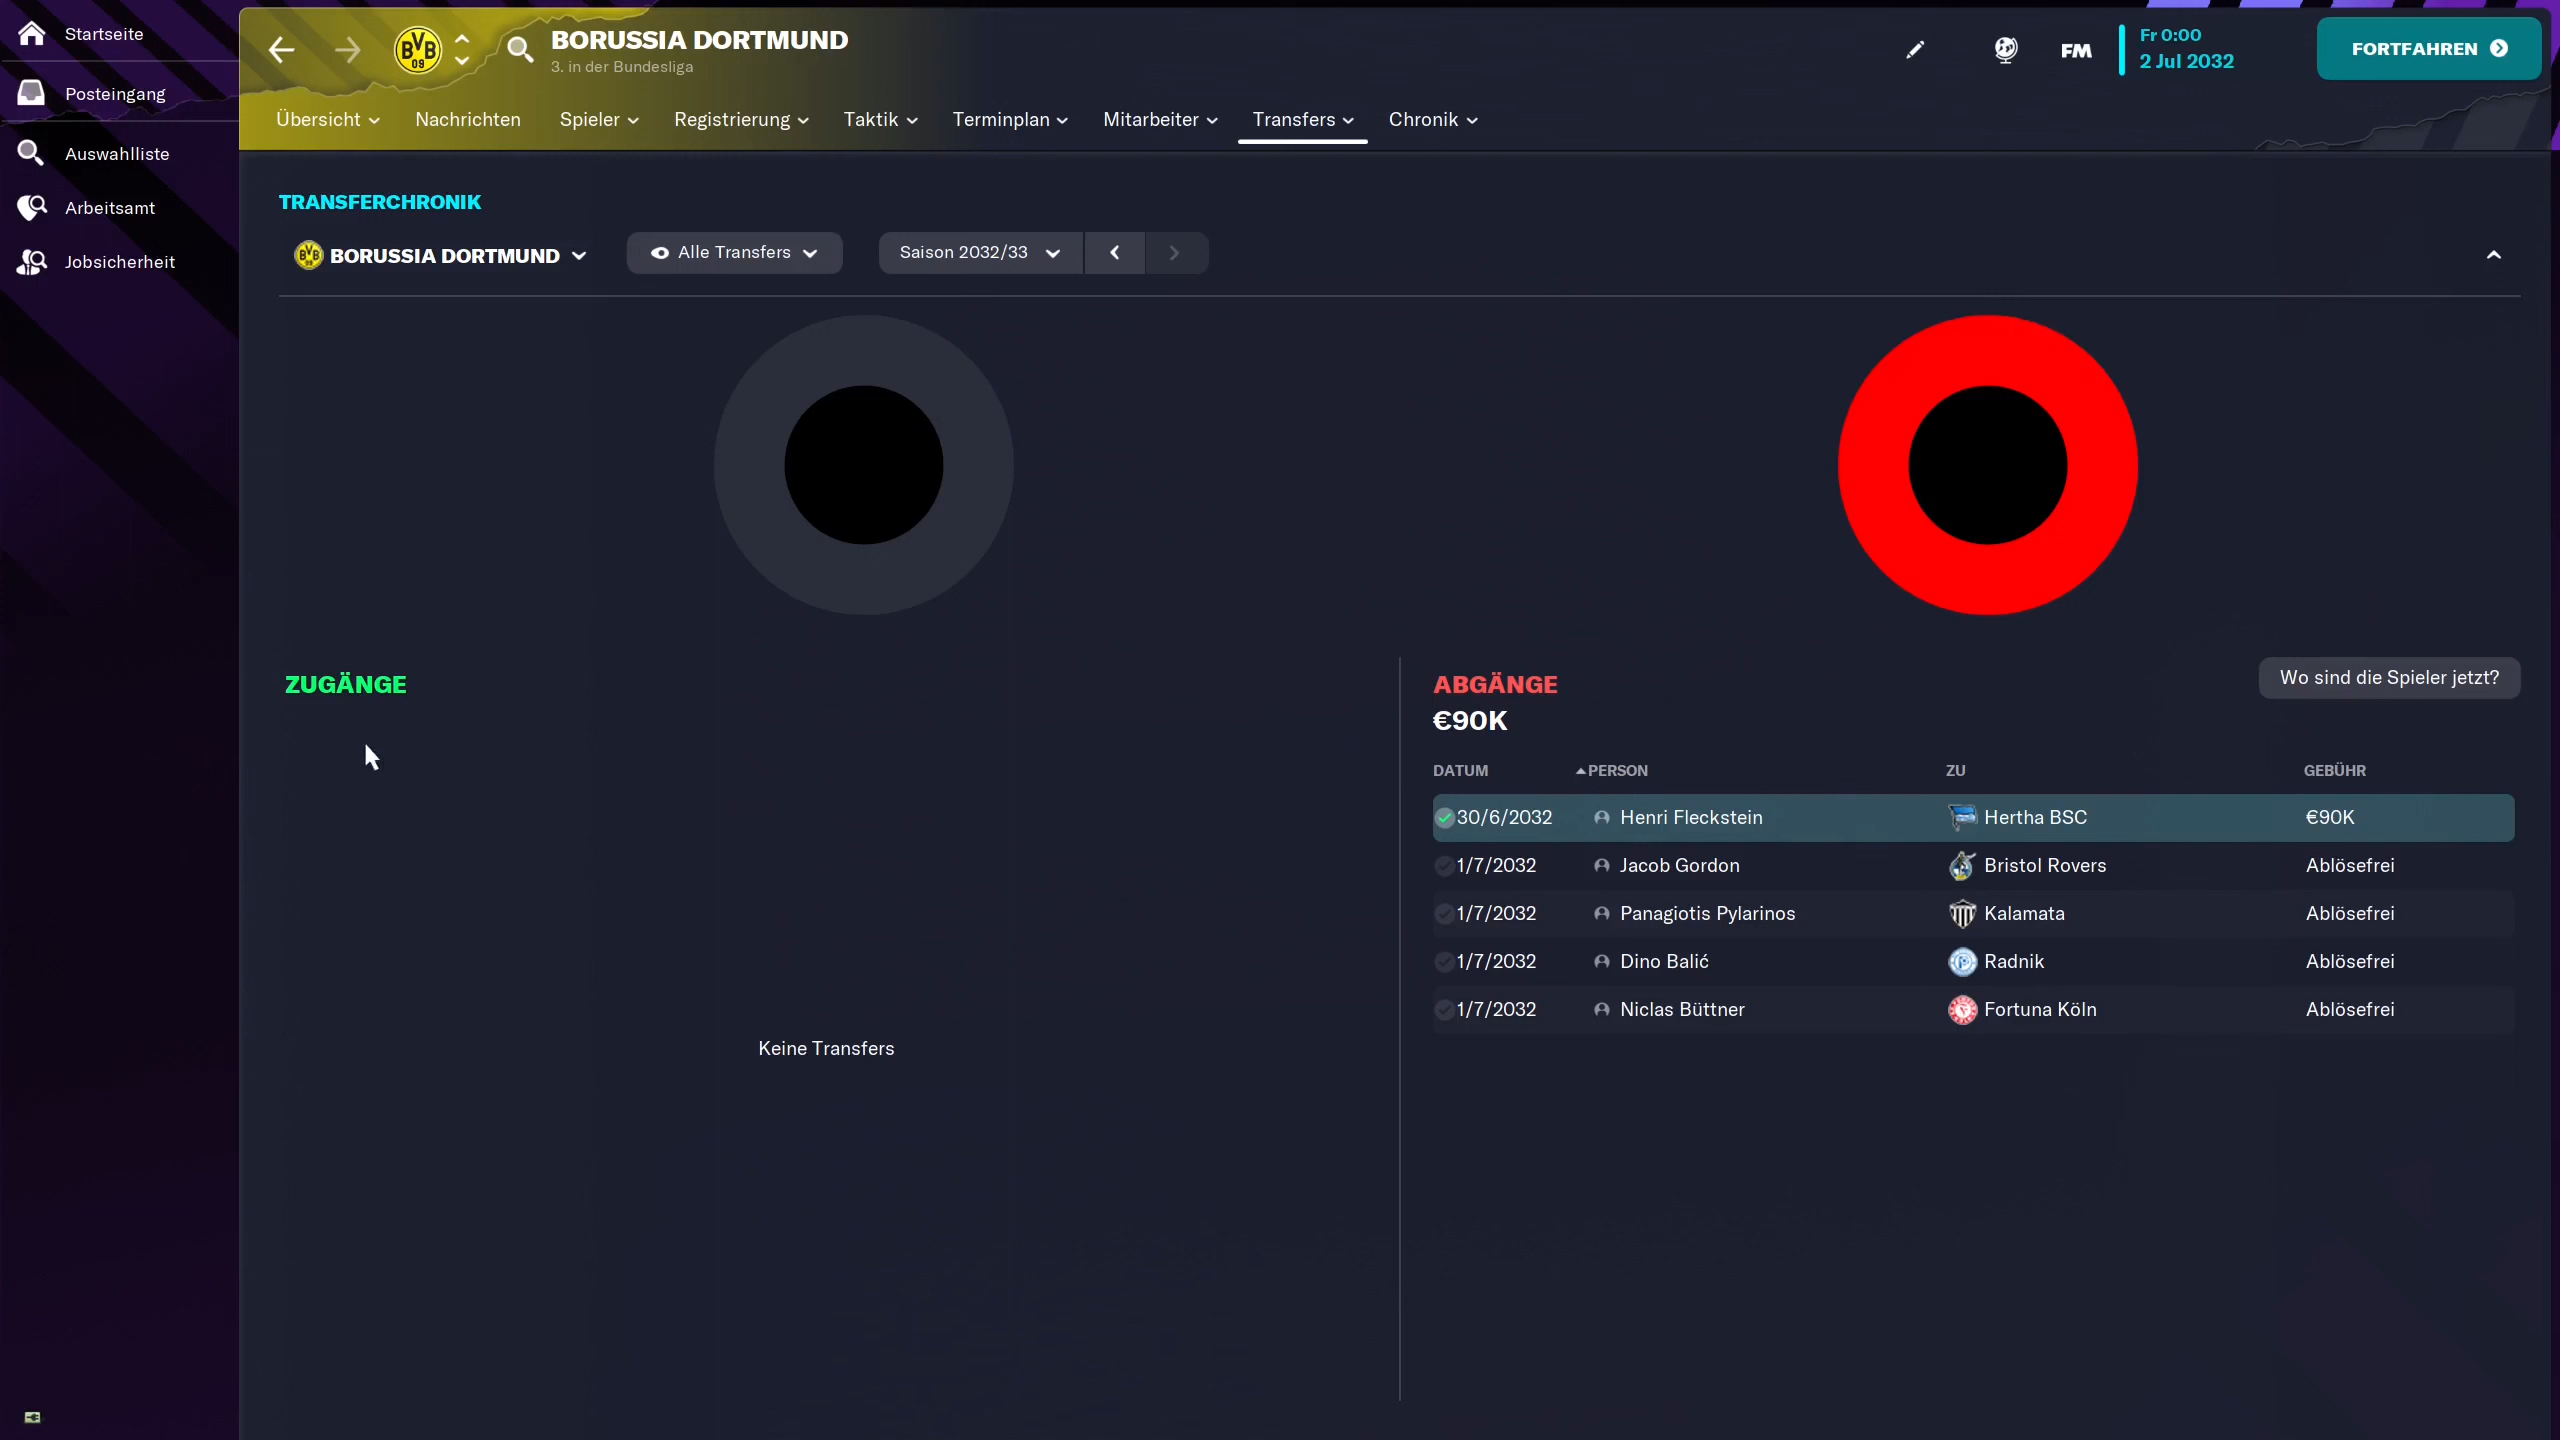 Startseite
Posteingang
Auswahlliste
Arbeitsamt
Jobsicherheit
BVB
09
BORUSSIA DORTMUND
3. in der Bundesliga
FM
Fr 0:00
2 Jul 2032
FORTFAHREN
Übersicht Nachrichten Spieler Registrierung Taktik Terminplan Mitarbeiter Transfers Chronik
TRANSFERCHRONIK
BORUSSIA DORTMUND Alle Transfers Saison 2032/33
ZUGÄNGE
Keine Transfers
ABGÄNGE
Wo sind die Spieler jetzt?
€90K
DATUM PERSON ZU GEBÜHR
30/6/2032 Henri Fleckstein Hertha BSC €90K
1/7/2032 Jacob Gordon Bristol Rovers Ablösefrei
1/7/2032 Panagiotis Pylarinos Kalamata Ablösefrei
1/7/2032 Dino Balić Radnik Ablösefrei
1/7/2032 Niclas Büttner Fortuna Köln Ablösefrei